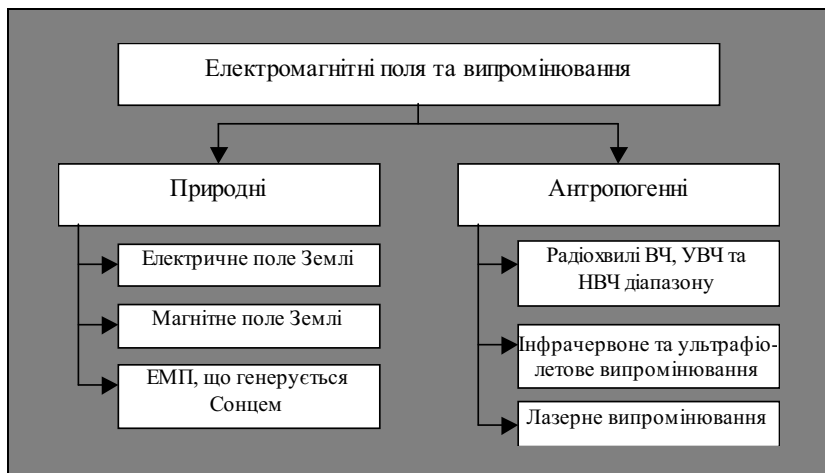 Електромагнітні поля та випромінювання
Природні
Електричне поле Землі
Магнітне поле Землі
ЕМП, що генерується
Сонцем
Антропогенні
Радіохвилі ВЧ, УВЧ та
НВЧ діапазону
Інфрачервоне та ультрафіо-
летове випромінювання
Лазерне випромінювання